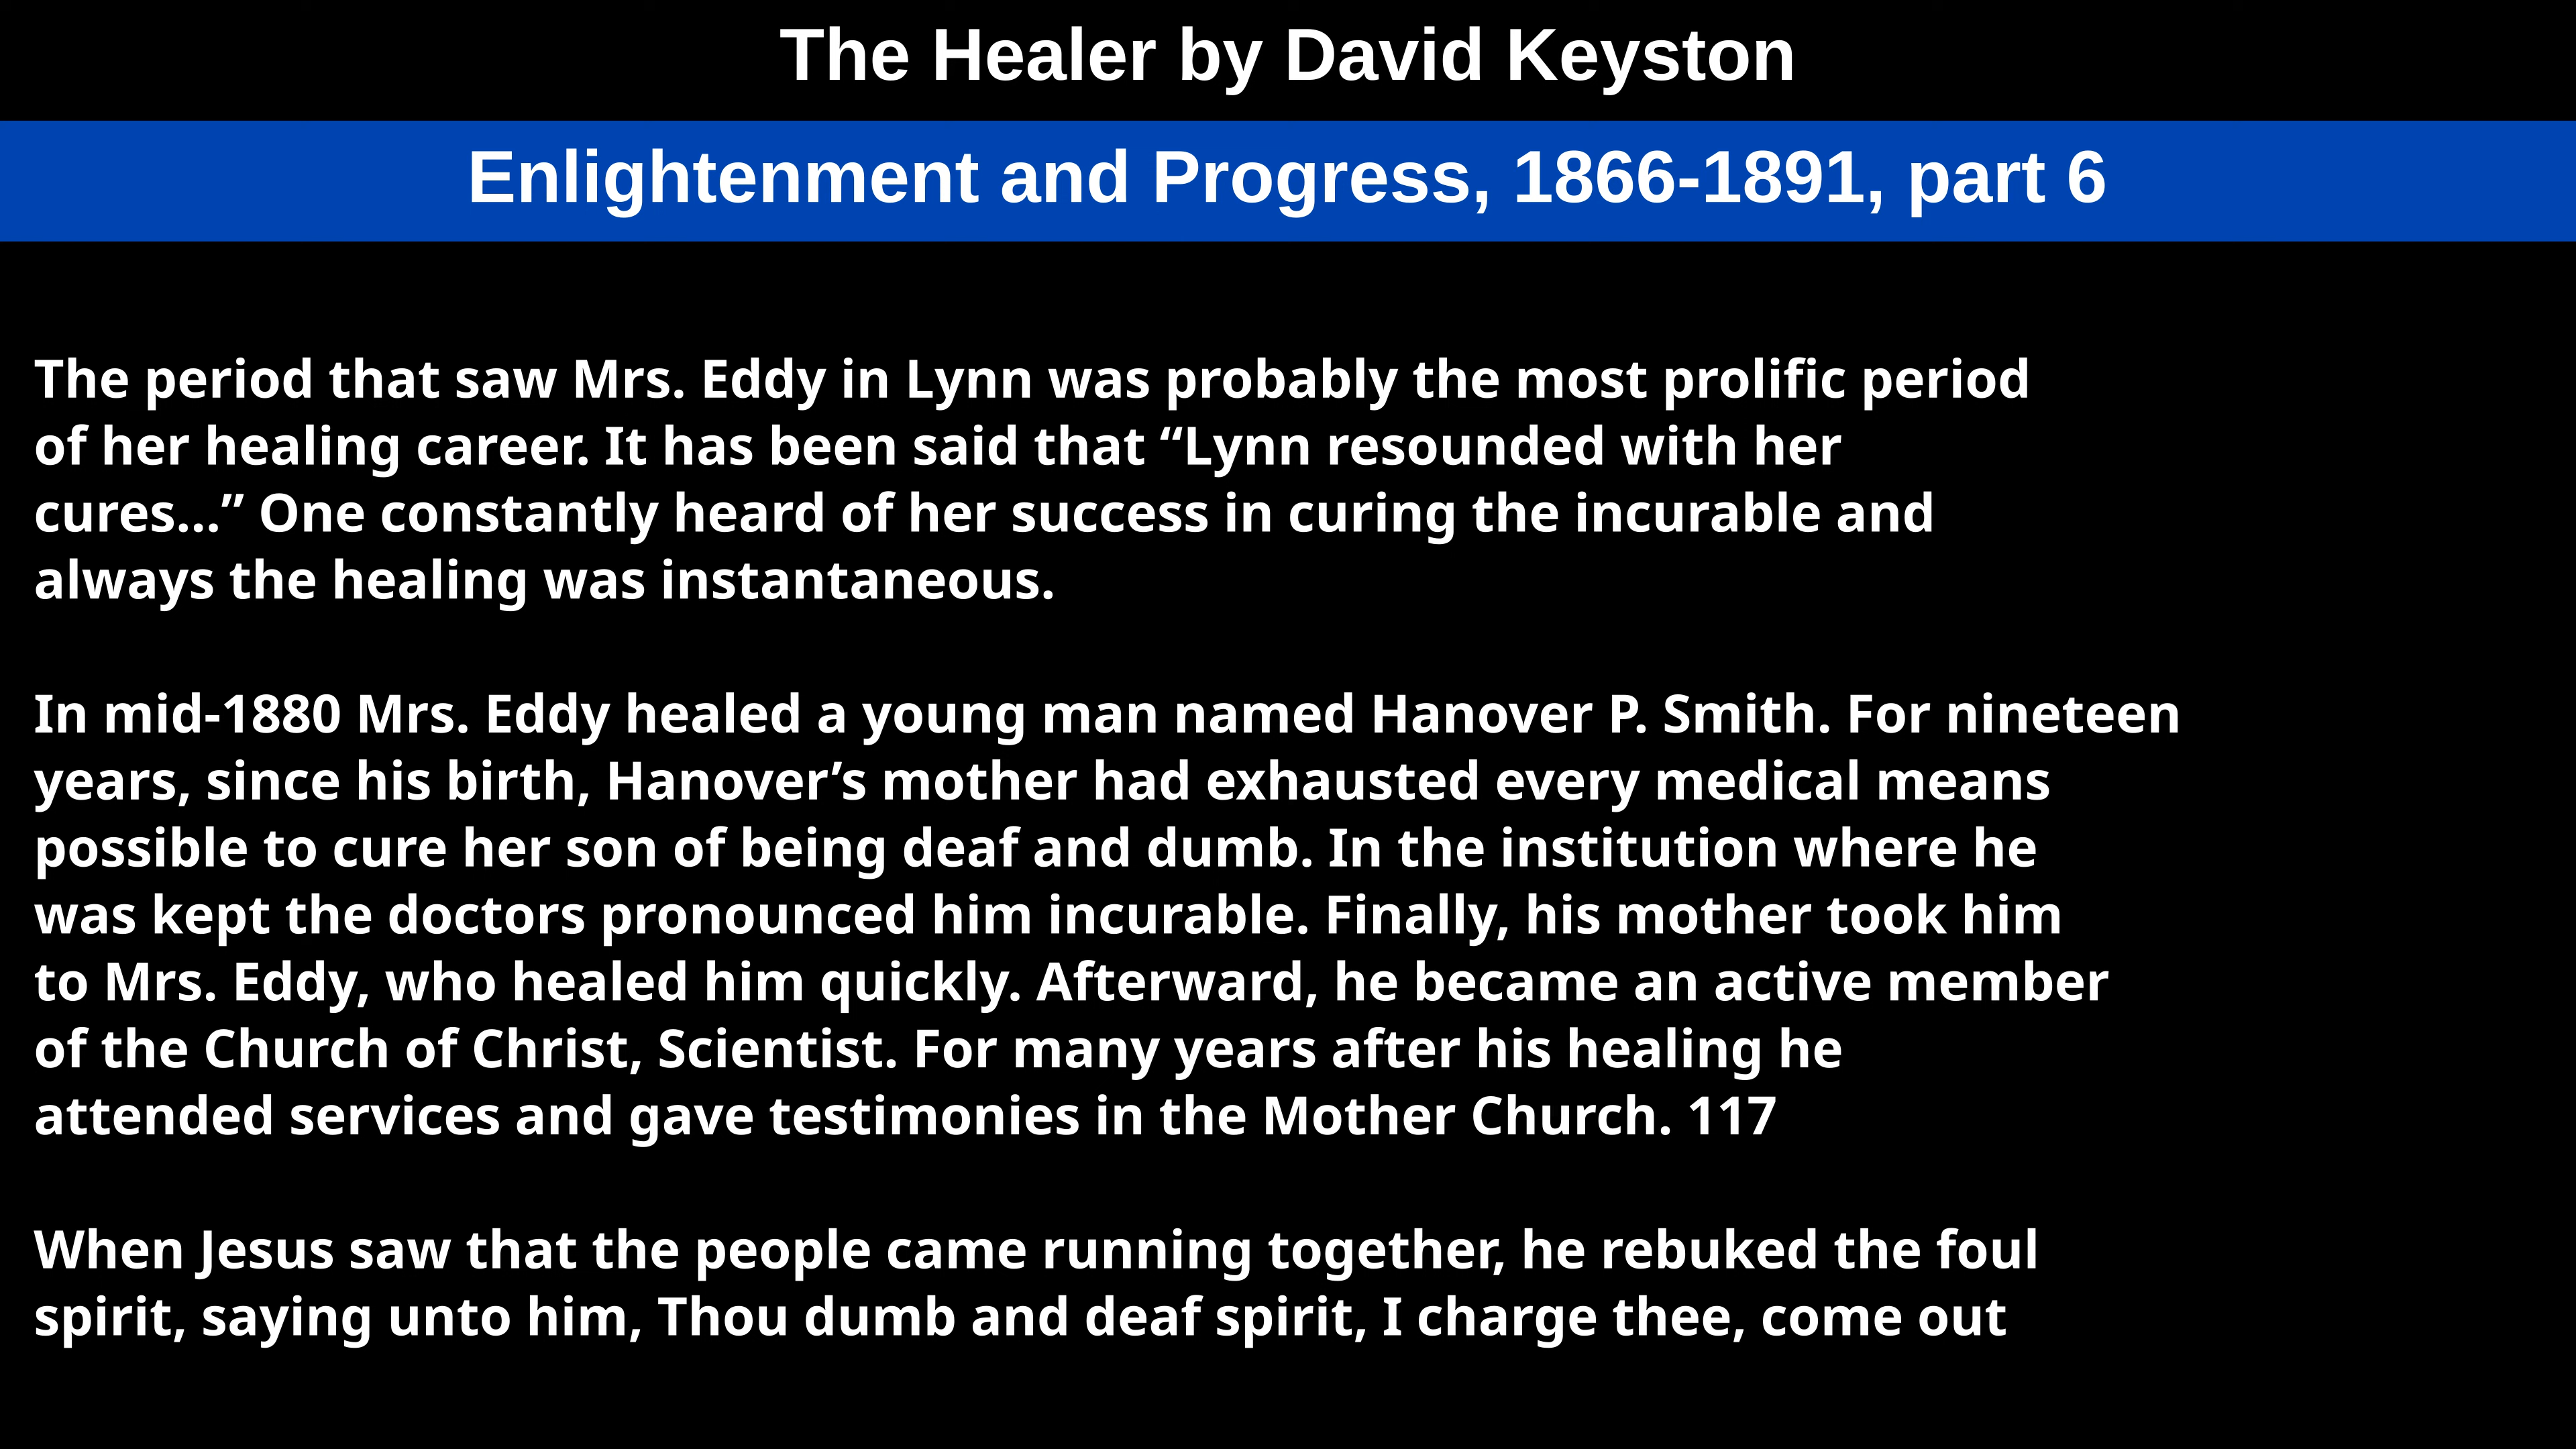 The Healer by David Keyston
Enlightenment and Progress, 1866-1891, part 6
The period that saw Mrs. Eddy in Lynn was probably the most prolific period
of her healing career. It has been said that “Lynn resounded with her
cures…” One constantly heard of her success in curing the incurable and
always the healing was instantaneous.
In mid-1880 Mrs. Eddy healed a young man named Hanover P. Smith. For nineteen
years, since his birth, Hanover’s mother had exhausted every medical means
possible to cure her son of being deaf and dumb. In the institution where he
was kept the doctors pronounced him incurable. Finally, his mother took him
to Mrs. Eddy, who healed him quickly. Afterward, he became an active member
of the Church of Christ, Scientist. For many years after his healing he
attended services and gave testimonies in the Mother Church. 117
When Jesus saw that the people came running together, he rebuked the foul
spirit, saying unto him, Thou dumb and deaf spirit, I charge thee, come out